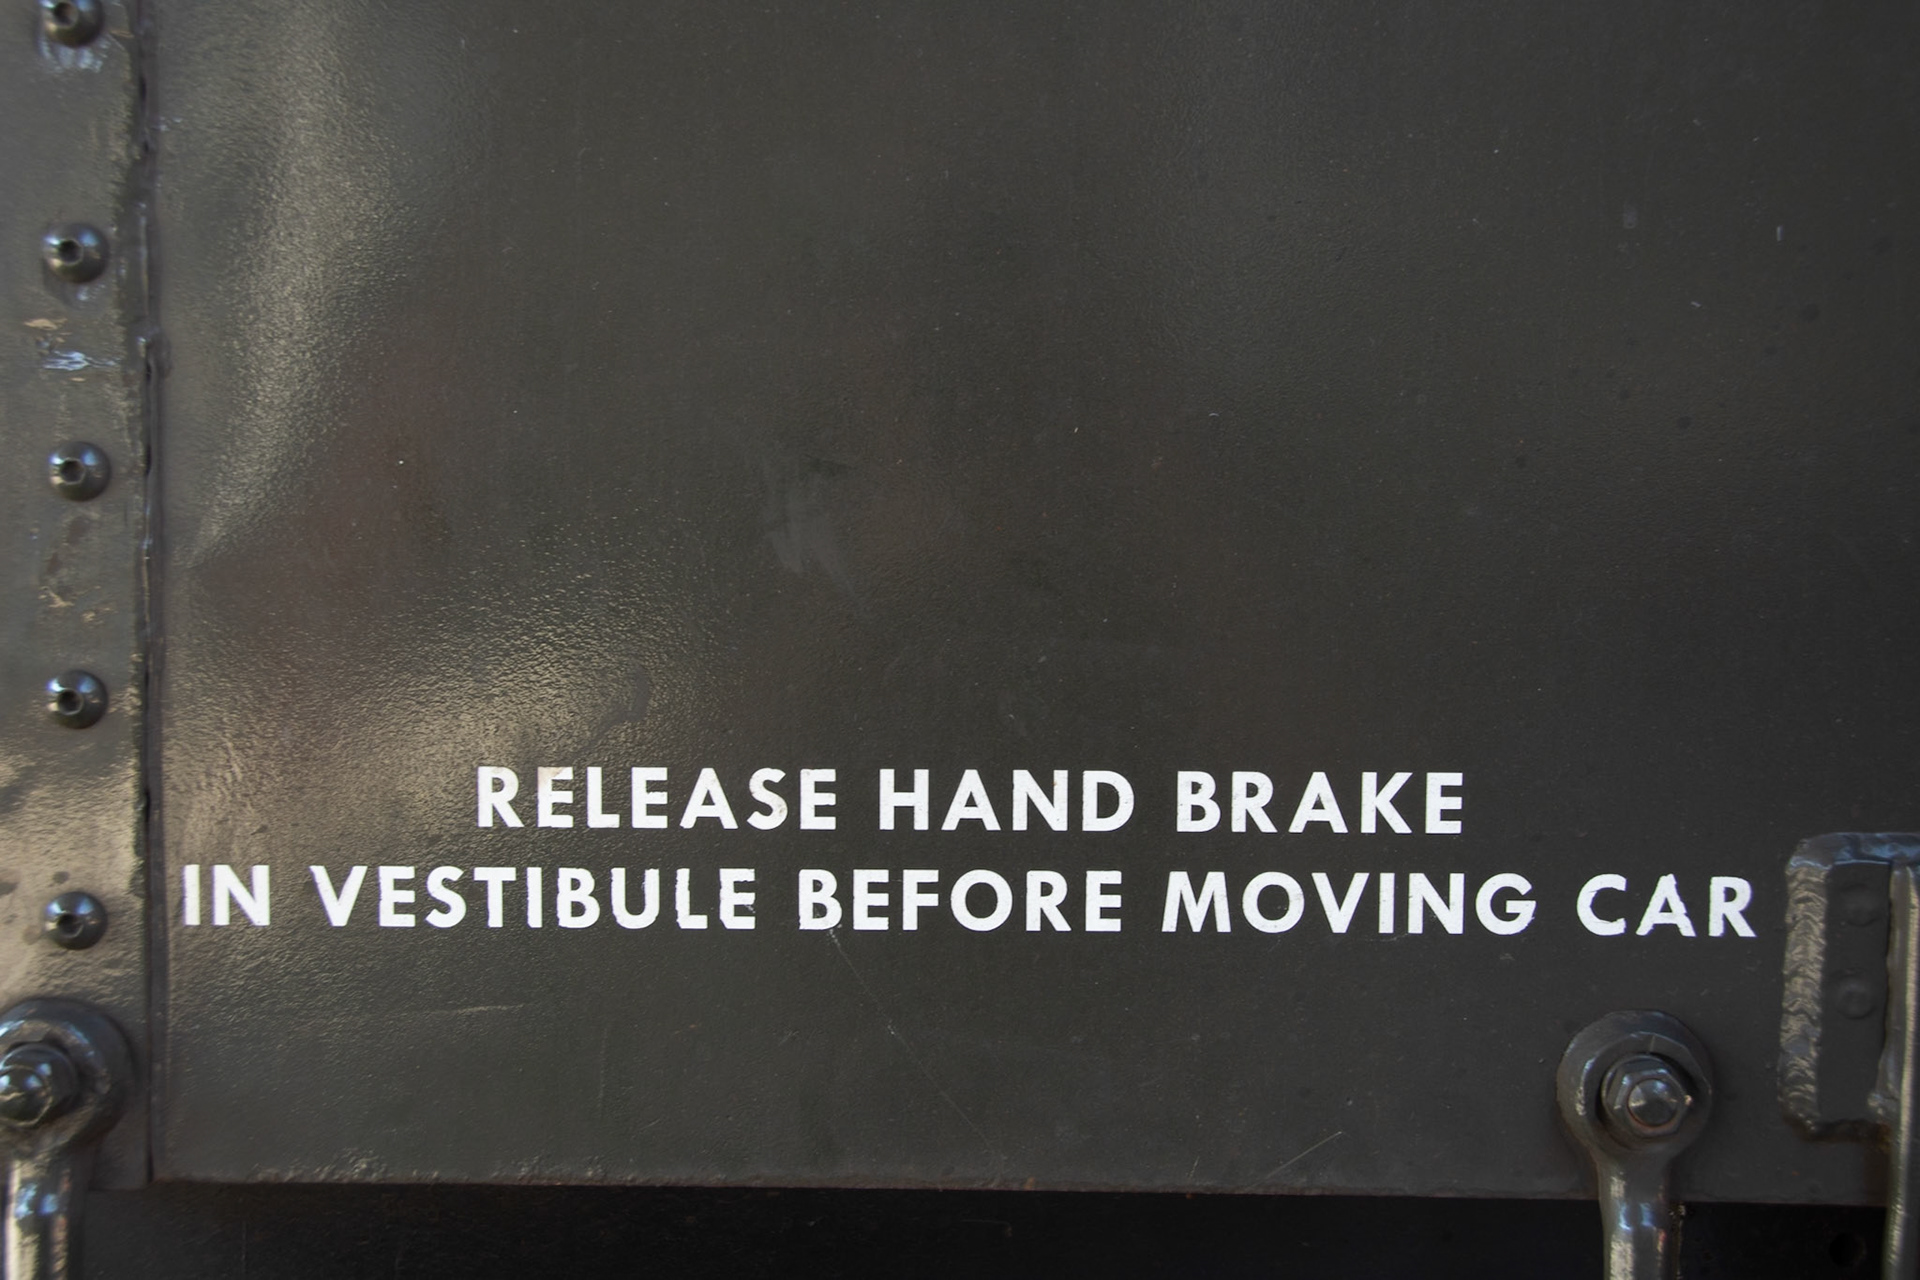 RELEASE HAND BRAKE
IN VESTIBULE BEFORE MOVING CAR